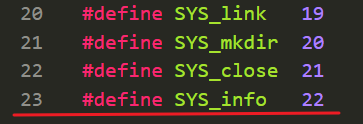 20 #define SYS_link 19
21 #define SYS_mkdir 20
22 #define SYS_close 21
23 #define SYS_info 22